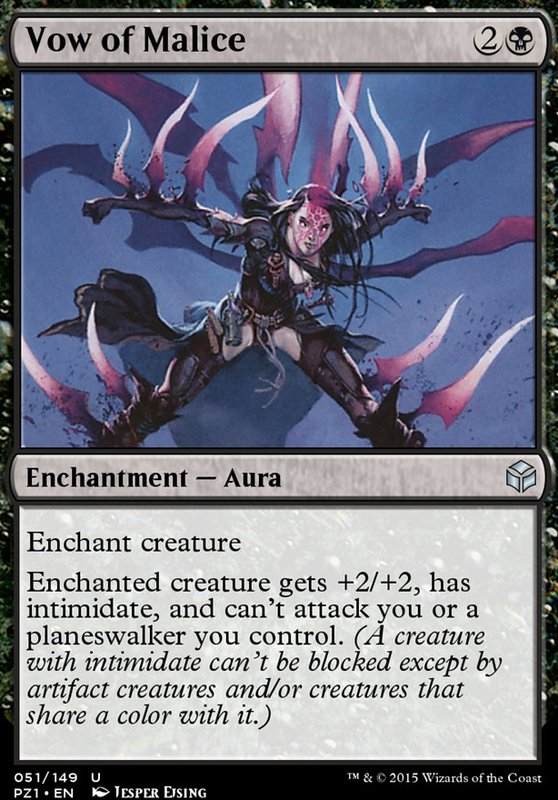 Vow of Malice 2
Enchantment — Aura
Enchant creature
Enchanted creature gets +2/+2, has
intimidate, and can't attack you or a
planeswalker you control. (A creature
with intimidate can't be blocked except by
artifact creatures and/or creatures that
share a color with it.)
051/149 U
PZ1 • EN Jesper Ejsing
™ & © 2015 Wizards of the Coast